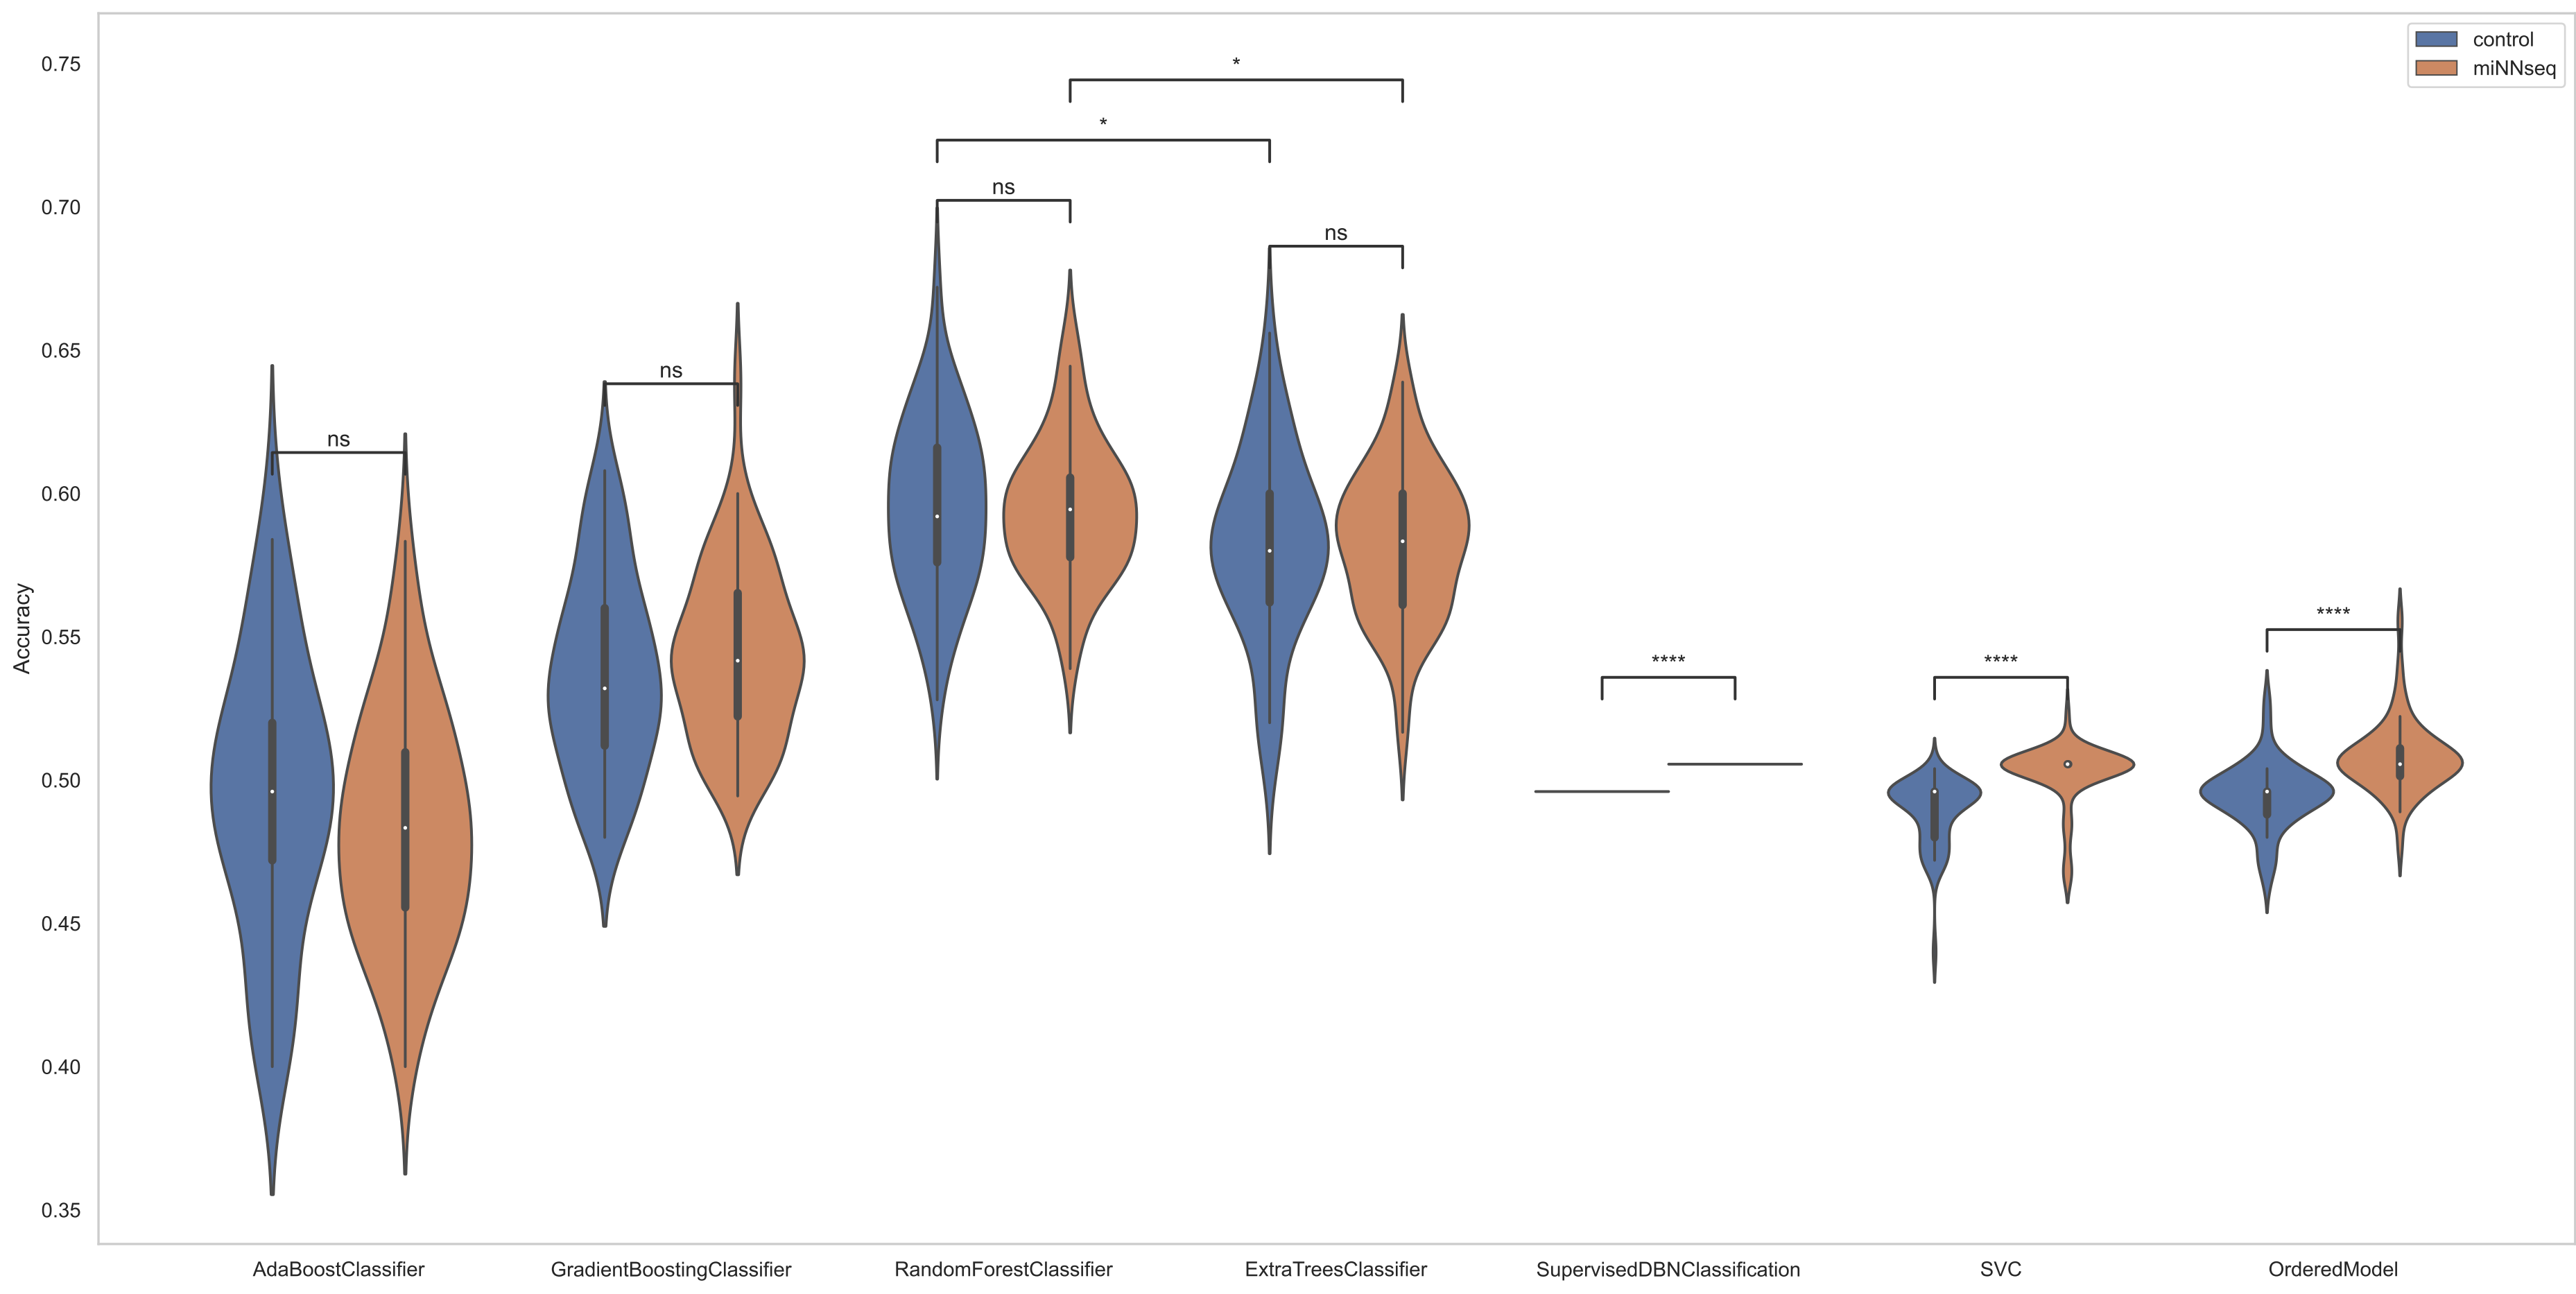 control
miNNseq
0.75
0.70
0.65
0.60
0.55
0.50
0.45
0.40
0.35
Accuracy
*
*
ns
ns
ns
ns
****
****
****
AdaBoostClassifier
GradientBoostingClassifier
RandomForestClassifier
ExtraTreesClassifier
SupervisedDBNClassification
SVC
OrderedModel